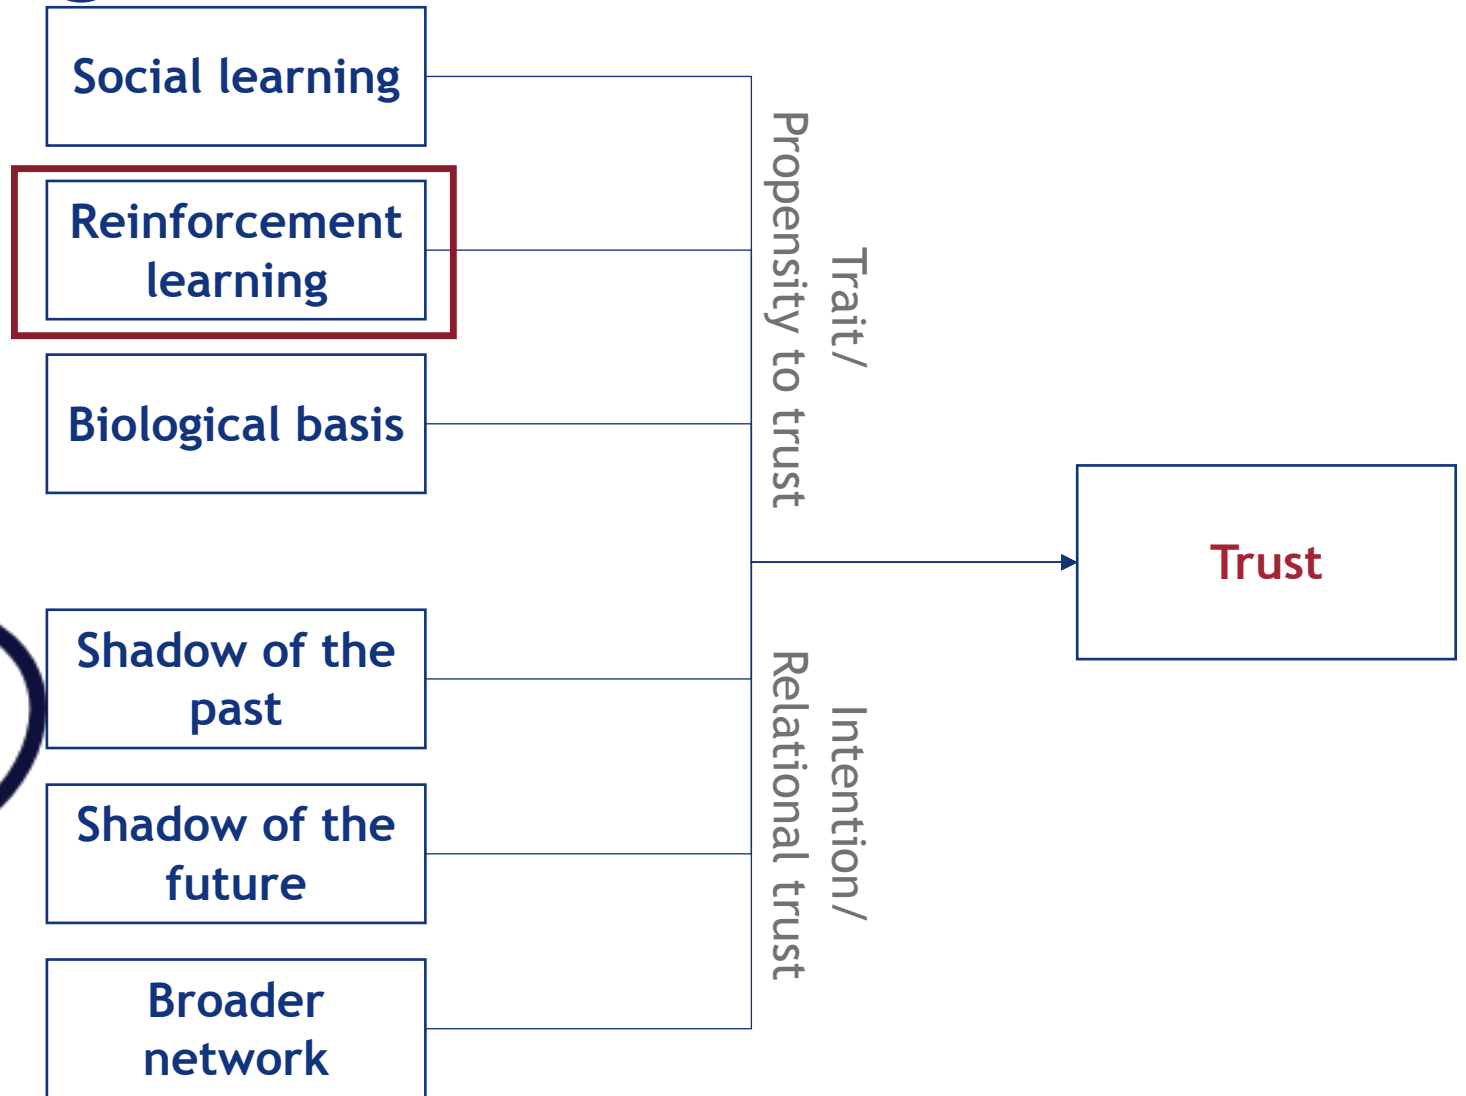 Social learning
Reinforcement
learning
Biological basis
Trait/
Propensity to trust
Trust
Shadow of the
past
Shadow of the
future
Broader
network
Intention/
Relational trust